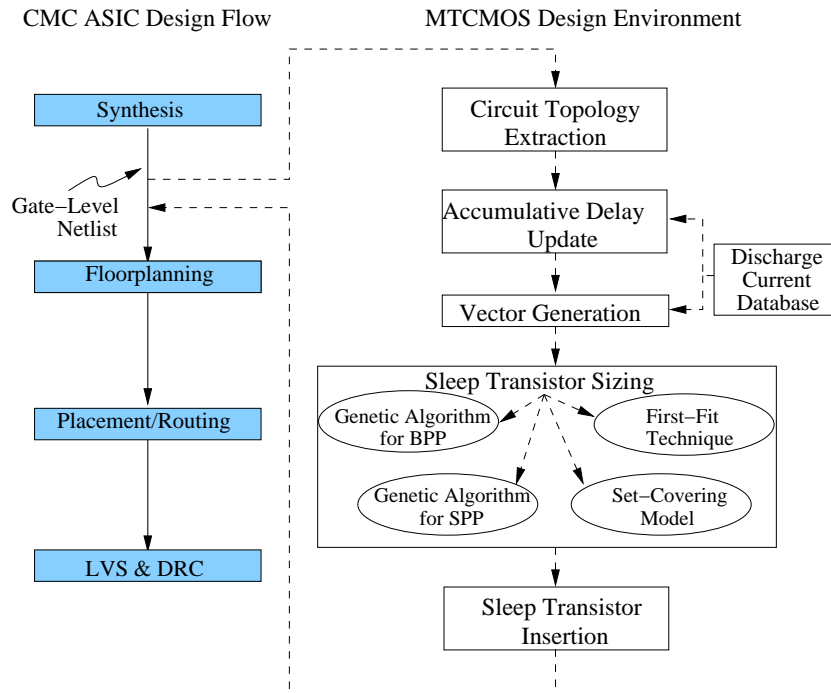 CMC ASIC Design Flow
Synthesis
Gate−Level
Netlist
Floorplanning
Placement/Routing
LVS & DRC
MTCMOS Design Environment
Circuit Topology
Extraction
Accumulative Delay
Update
Discharge
Current
Database
Vector Generation
Sleep Transistor Sizing
Genetic Algorithm
for BPP
First−Fit
Technique
Genetic Algorithm
for SPP
Set−Covering
Model
Sleep Transistor
Insertion